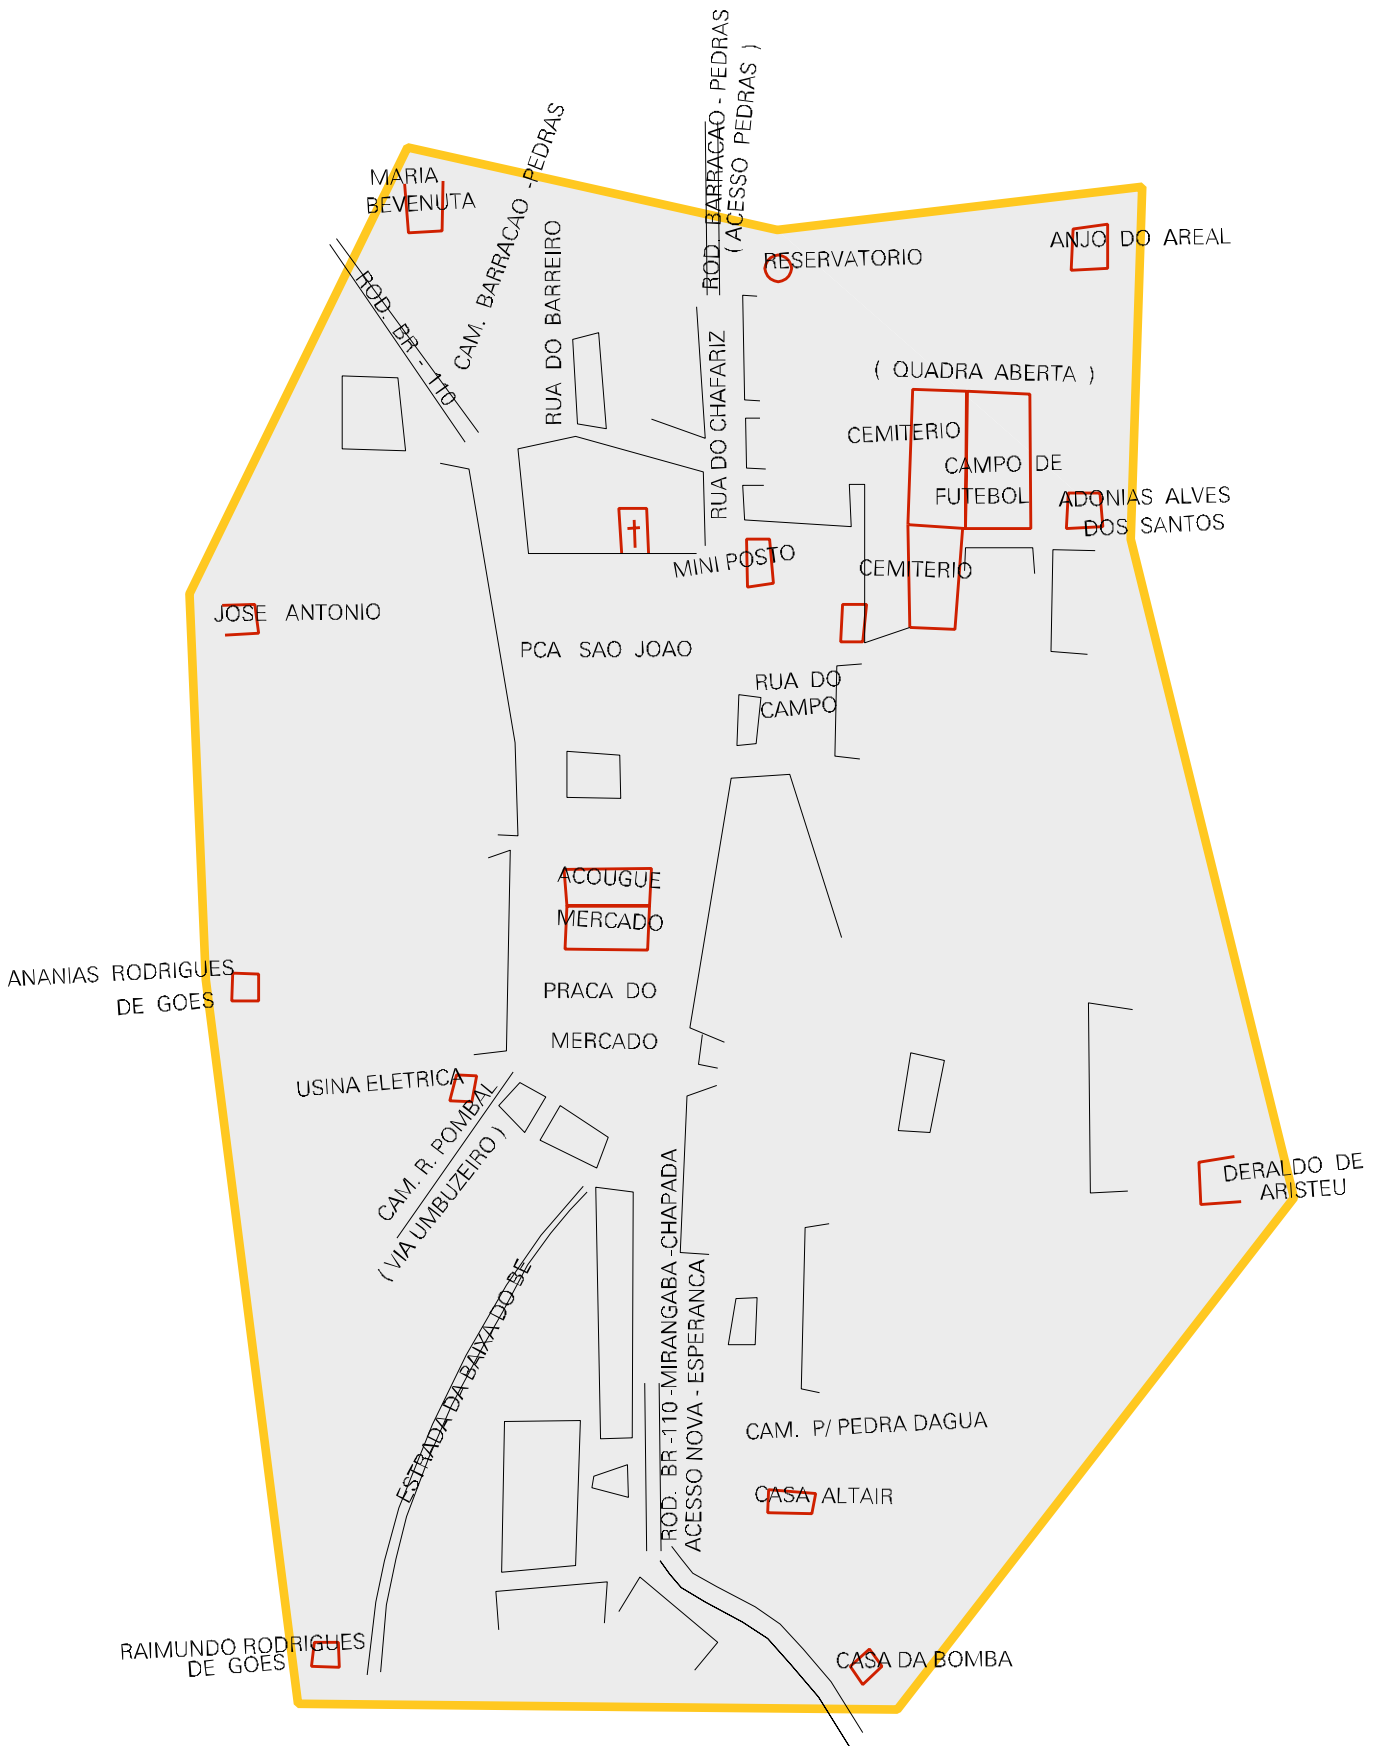 ROD. BARRACAO - PEDRAS
( ACESSO PEDRAS )
CAM. BARRACAO - PEDRAS
MARIA
BEVENUTA
RUA DO BARREIRO
ROD. BR - 110
RESERVATORIO
ANJO DO AREAL
RUA DO CHAFARIZ
( QUADRA ABERTA )
CEMITERIO
CAMPO DE
FUTEBOL
ADONIAS ALVES
DOS SANTOS
MINI POSTO
CEMITERIO
JOSE ANTONIO
PCA SAO JOAO
RUA DO
CAMPO
ACOUGUE
MERCADO
ANANIAS RODRIGUES
DE GOES
PRACA DO
MERCADO
USINA ELETRICA
CAM. R. POMBAL
( VIA UMBUZEIRO )
DERALDO DE
ARISTEU
ROD. BR -110 -MIRANGABA -CHAPADA
ACESSO NOVA - ESPERANCA
ESTRADA DA BAIXA DO BE
CAM. P/ PEDRA DAGUA
CASA ALTAIR
RAIMUNDO RODRIGUES
DE GOES
CASA DA BOMBA